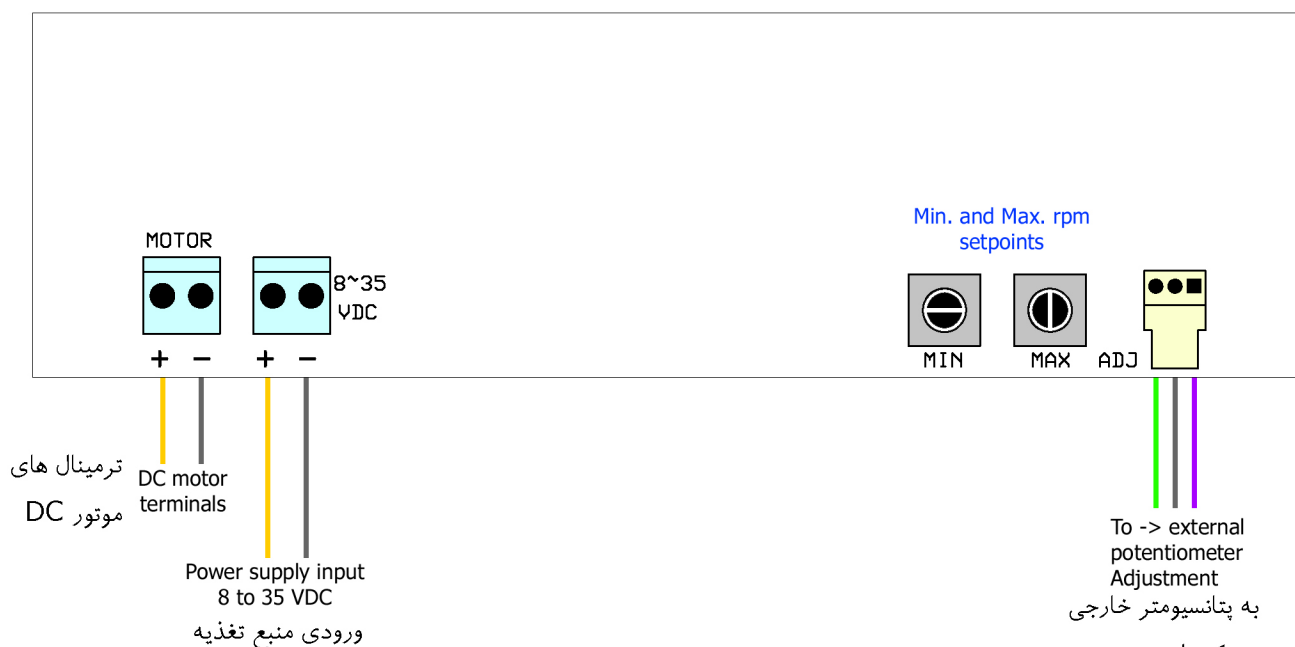 Min. and Max. rpm
setpoints
MOTOR
8~35
VDC
MIN
MAX
ADJ
+ −
+ −
ترمینال های
موتور DC
DC motor
terminals
Power supply input
8 to 35 VDC
ورودی منبع تغذیه
To -> external
potentiometer
Adjustment
به پتانسیومتر خارجی